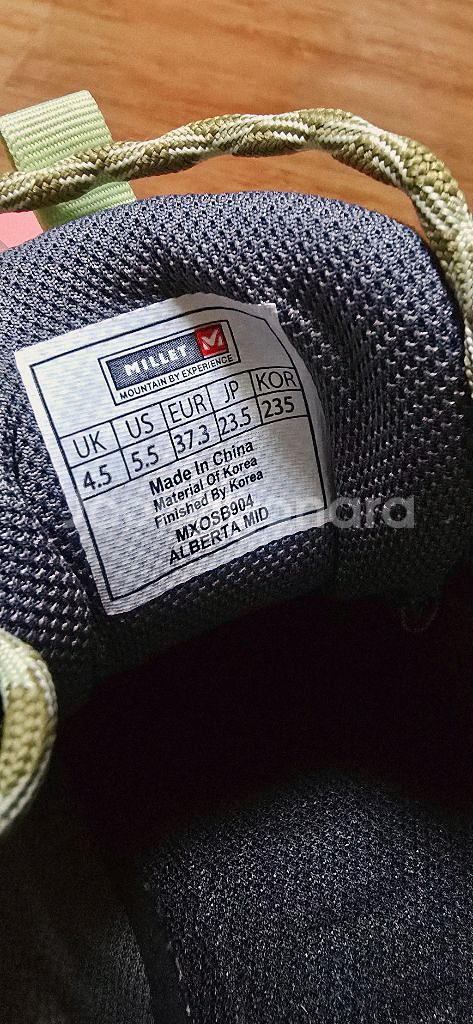 MILLET M
MOUNTAIN BY EXPERIENCE
UK US EUR JP KOR
4.5 5.5 37.3 23.5 235
Made In China
Material Of Korea
Finished By Korea
MXOSB904
ALBERTA MID